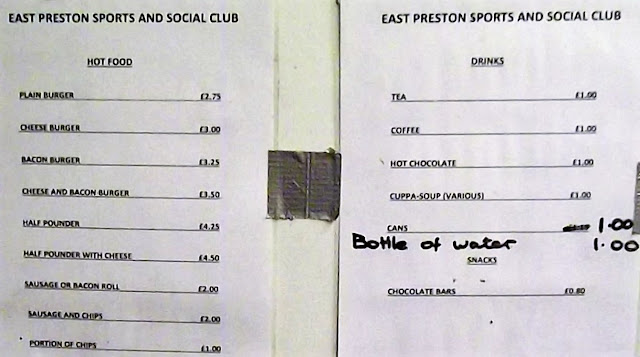 EAST PRESTON SPORTS AND SOCIAL CLUB
HOT FOOD
PLAIN BURGER £2.75
CHEESE BURGER £3.00
BACON BURGER £3.25
CHEESE AND BACON BURGER £3.50
HALF POUNDER £4.25
HALF POUNDER WITH CHEESE £4.50
SAUSAGE OR BACON ROLL £2.00
SAUSAGE AND CHIPS £2.00
PORTION OF CHIPS £1.00
EAST PRESTON SPORTS AND SOCIAL CLUB
DRINKS
TEA £1.00
COFFEE £1.00
HOT CHOCOLATE £1.00
CUPPA-SOUP (VARIOUS) £1.00
CANS 1.00
Bottle of water 1.00
SNACKS
CHOCOLATE BARS £0.80